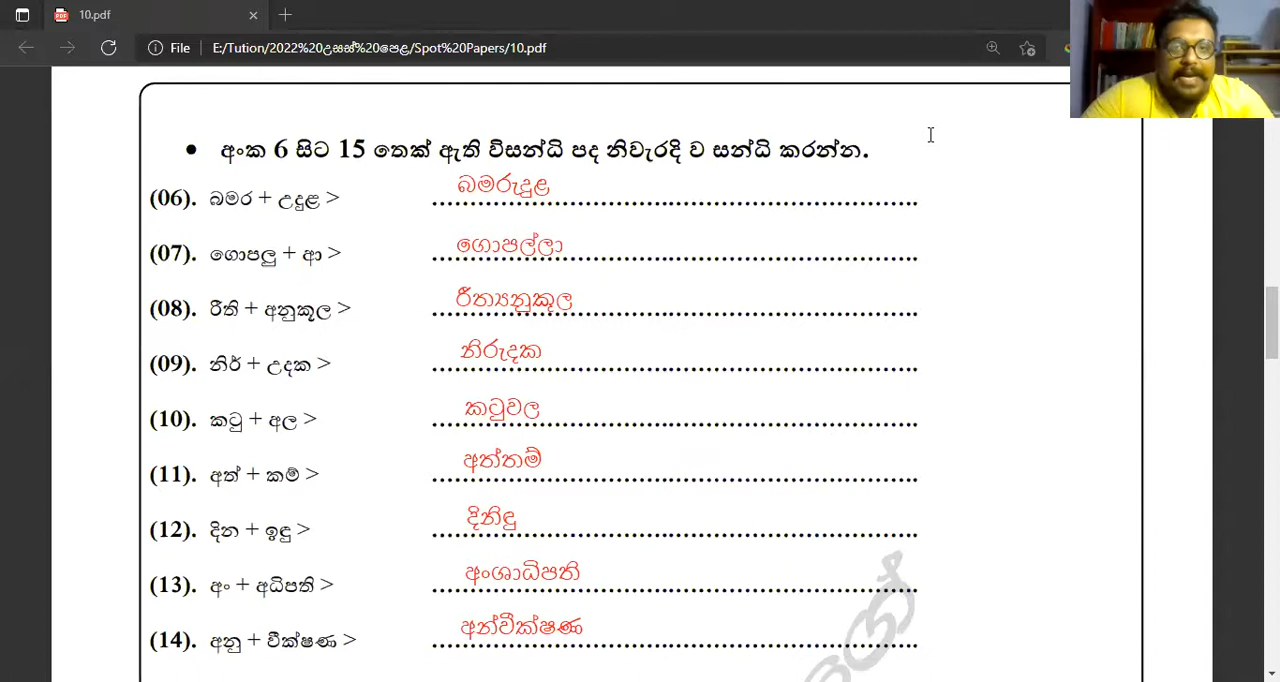 10.pdf
File E:/Tution/2022%20උසස්%20පෙළ/Spot%20Papers/10.pdf
• අංක 6 සිට 15 තෙක් ඇති විසන්ධි පද නිවැරදි ව සන්ධි කරන්න.
(06). බමර + උදුළ > බමරුදුළ
(07). ගොපලු + ආ > ගොපල්ලා
(08). රීති + අනුකූල > රීත්‍යනුකූල
(09). නිර් + උදක > නිරුදක
(10). කටු + අල > කටුවල
(11). අත් + කම් > අත්තම්
(12). දින + ඉඳු > දිනිඳු
(13). අං + අධිපති > අංශාධිපති
(14). අනු + වීක්ෂණ > අන්වීක්ෂණ